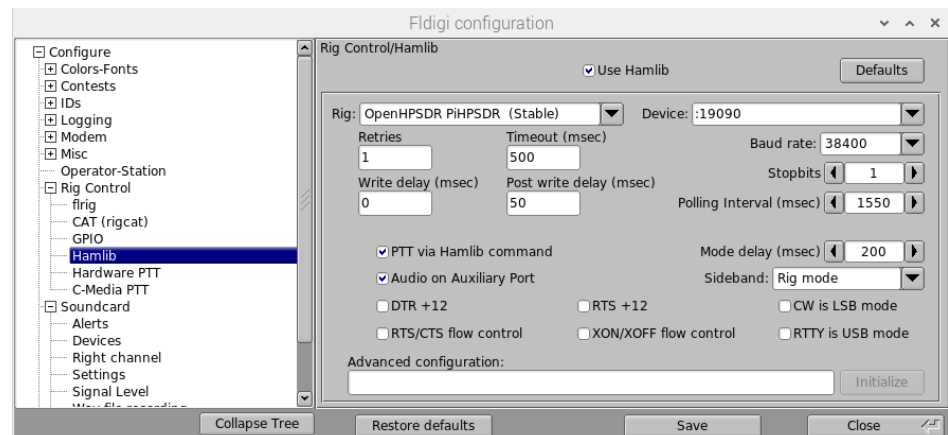 Fldigi configuration
Configure
Colors-Fonts
Contests
IDs
Logging
Modem
Misc
Operator-Station
Rig Control
flrig
CAT (rigcat)
GPIO
Hamlib
Hardware PTT
C-Media PTT
Soundcard
Alerts
Devices
Right channel
Settings
Signal Level
Collapse Tree
Rig Control/Hamlib
Use Hamlib Defaults
Rig: OpenHPSDR PiHPSDR (Stable) Device: :19090
Retries Timeout (msec) Baud rate: 38400
1 500
Stopbits 1
Write delay (msec) Post write delay (msec)
0 50 Polling Interval (msec) 1550
PTT via Hamlib command Mode delay (msec) 200
Audio on Auxiliary Port Sideband: Rig mode
DTR +12 RTS +12 CW is LSB mode
RTS/CTS flow control XON/XOFF flow control RTTY is USB mode
Advanced configuration:
Initialize
Restore defaults Save Close